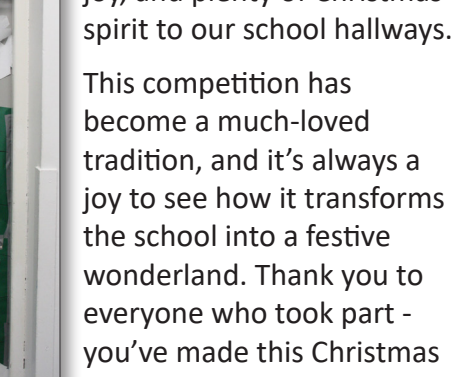 joy, and plenty of Christmas
spirit to our school hallways.
This competition has
become a much-loved
tradition, and it's always a
joy to see how it transforms
the school into a festive
wonderland. Thank you to
everyone who took part -
you've made this Christmas